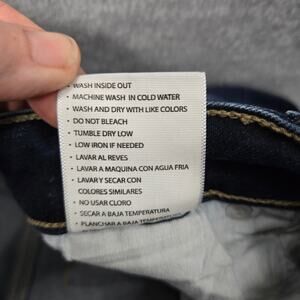 · WASH INSIDE OUT
· MACHINE WASH IN COLD WATER
· WASH AND DRY WITH LIKE COLORS
· DO NOT BLEACH
· TUMBLE DRY LOW
· LOW IRON IF NEEDED
· LAVAR AL REVES
· LAVAR A MAQUINA CON AGUA FRIA
· LAVAR Y SECAR CON
COLORES SIMILARES
· NO USAR CLORO
· SECAR A BAJA TEMPERATURA
· PLANCHAR A BAJA TEMPERATURA